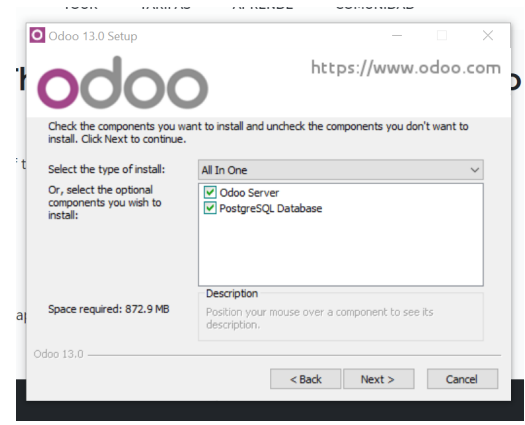 Odoo 13.0 Setup
https://www.odoo.com
odoo
Check the components you want to install and uncheck the components you don't want to
install. Click Next to continue.
Select the type of install:
All In One
Or, select the optional
components you wish to
install:
Odoo Server
PostgreSQL Database
Space required: 872.9 MB
Description
Position your mouse over a component to see its
description.
Odoo 13.0
< Back
Next >
Cancel